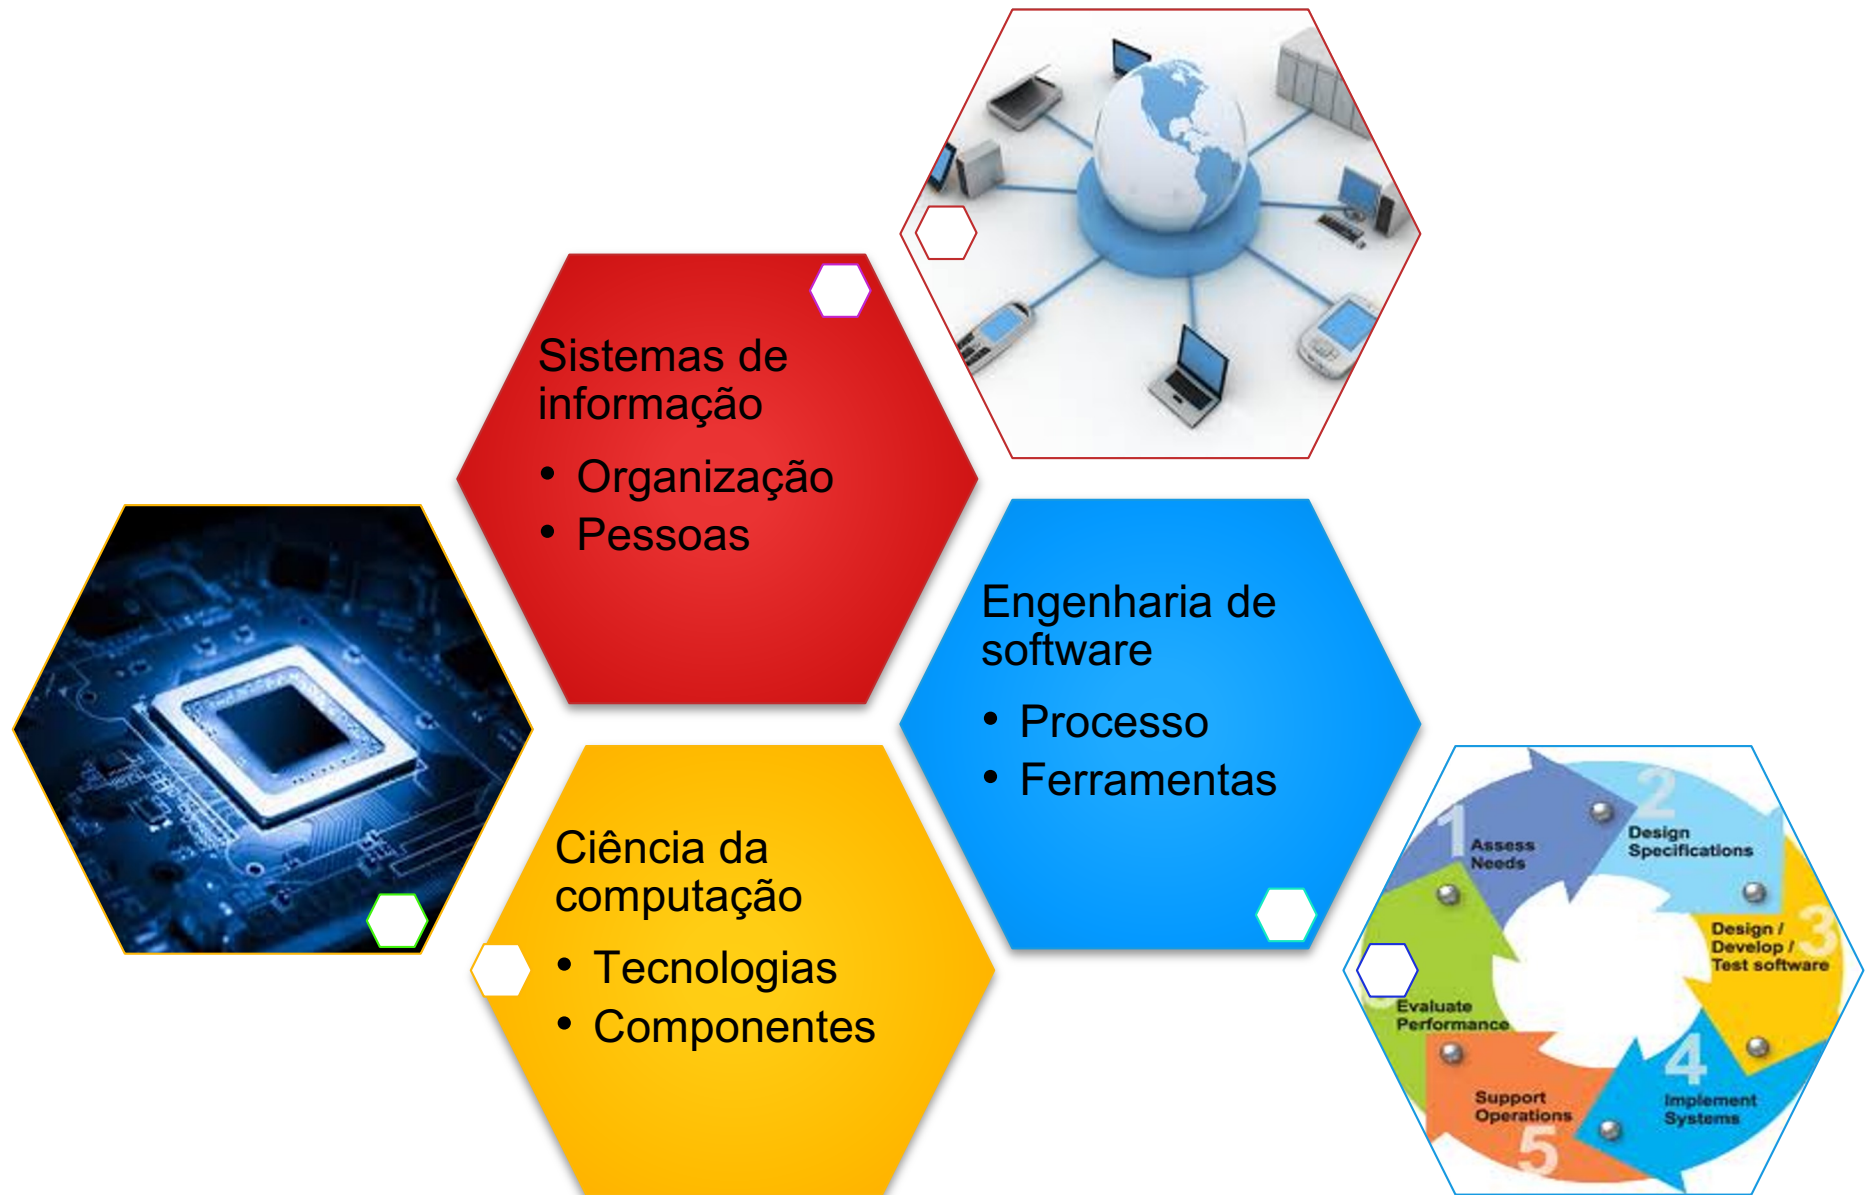 Sistemas de
informação
• Organização
• Pessoas
Engenharia de
software
• Processo
• Ferramentas
Ciência da
computação
• Tecnologias
• Componentes
1
Assess
Needs
2
Design
Specifications
3
Design /
Develop /
Test software
4
Implement
Systems
Support
Operations
5
Evaluate
Performance